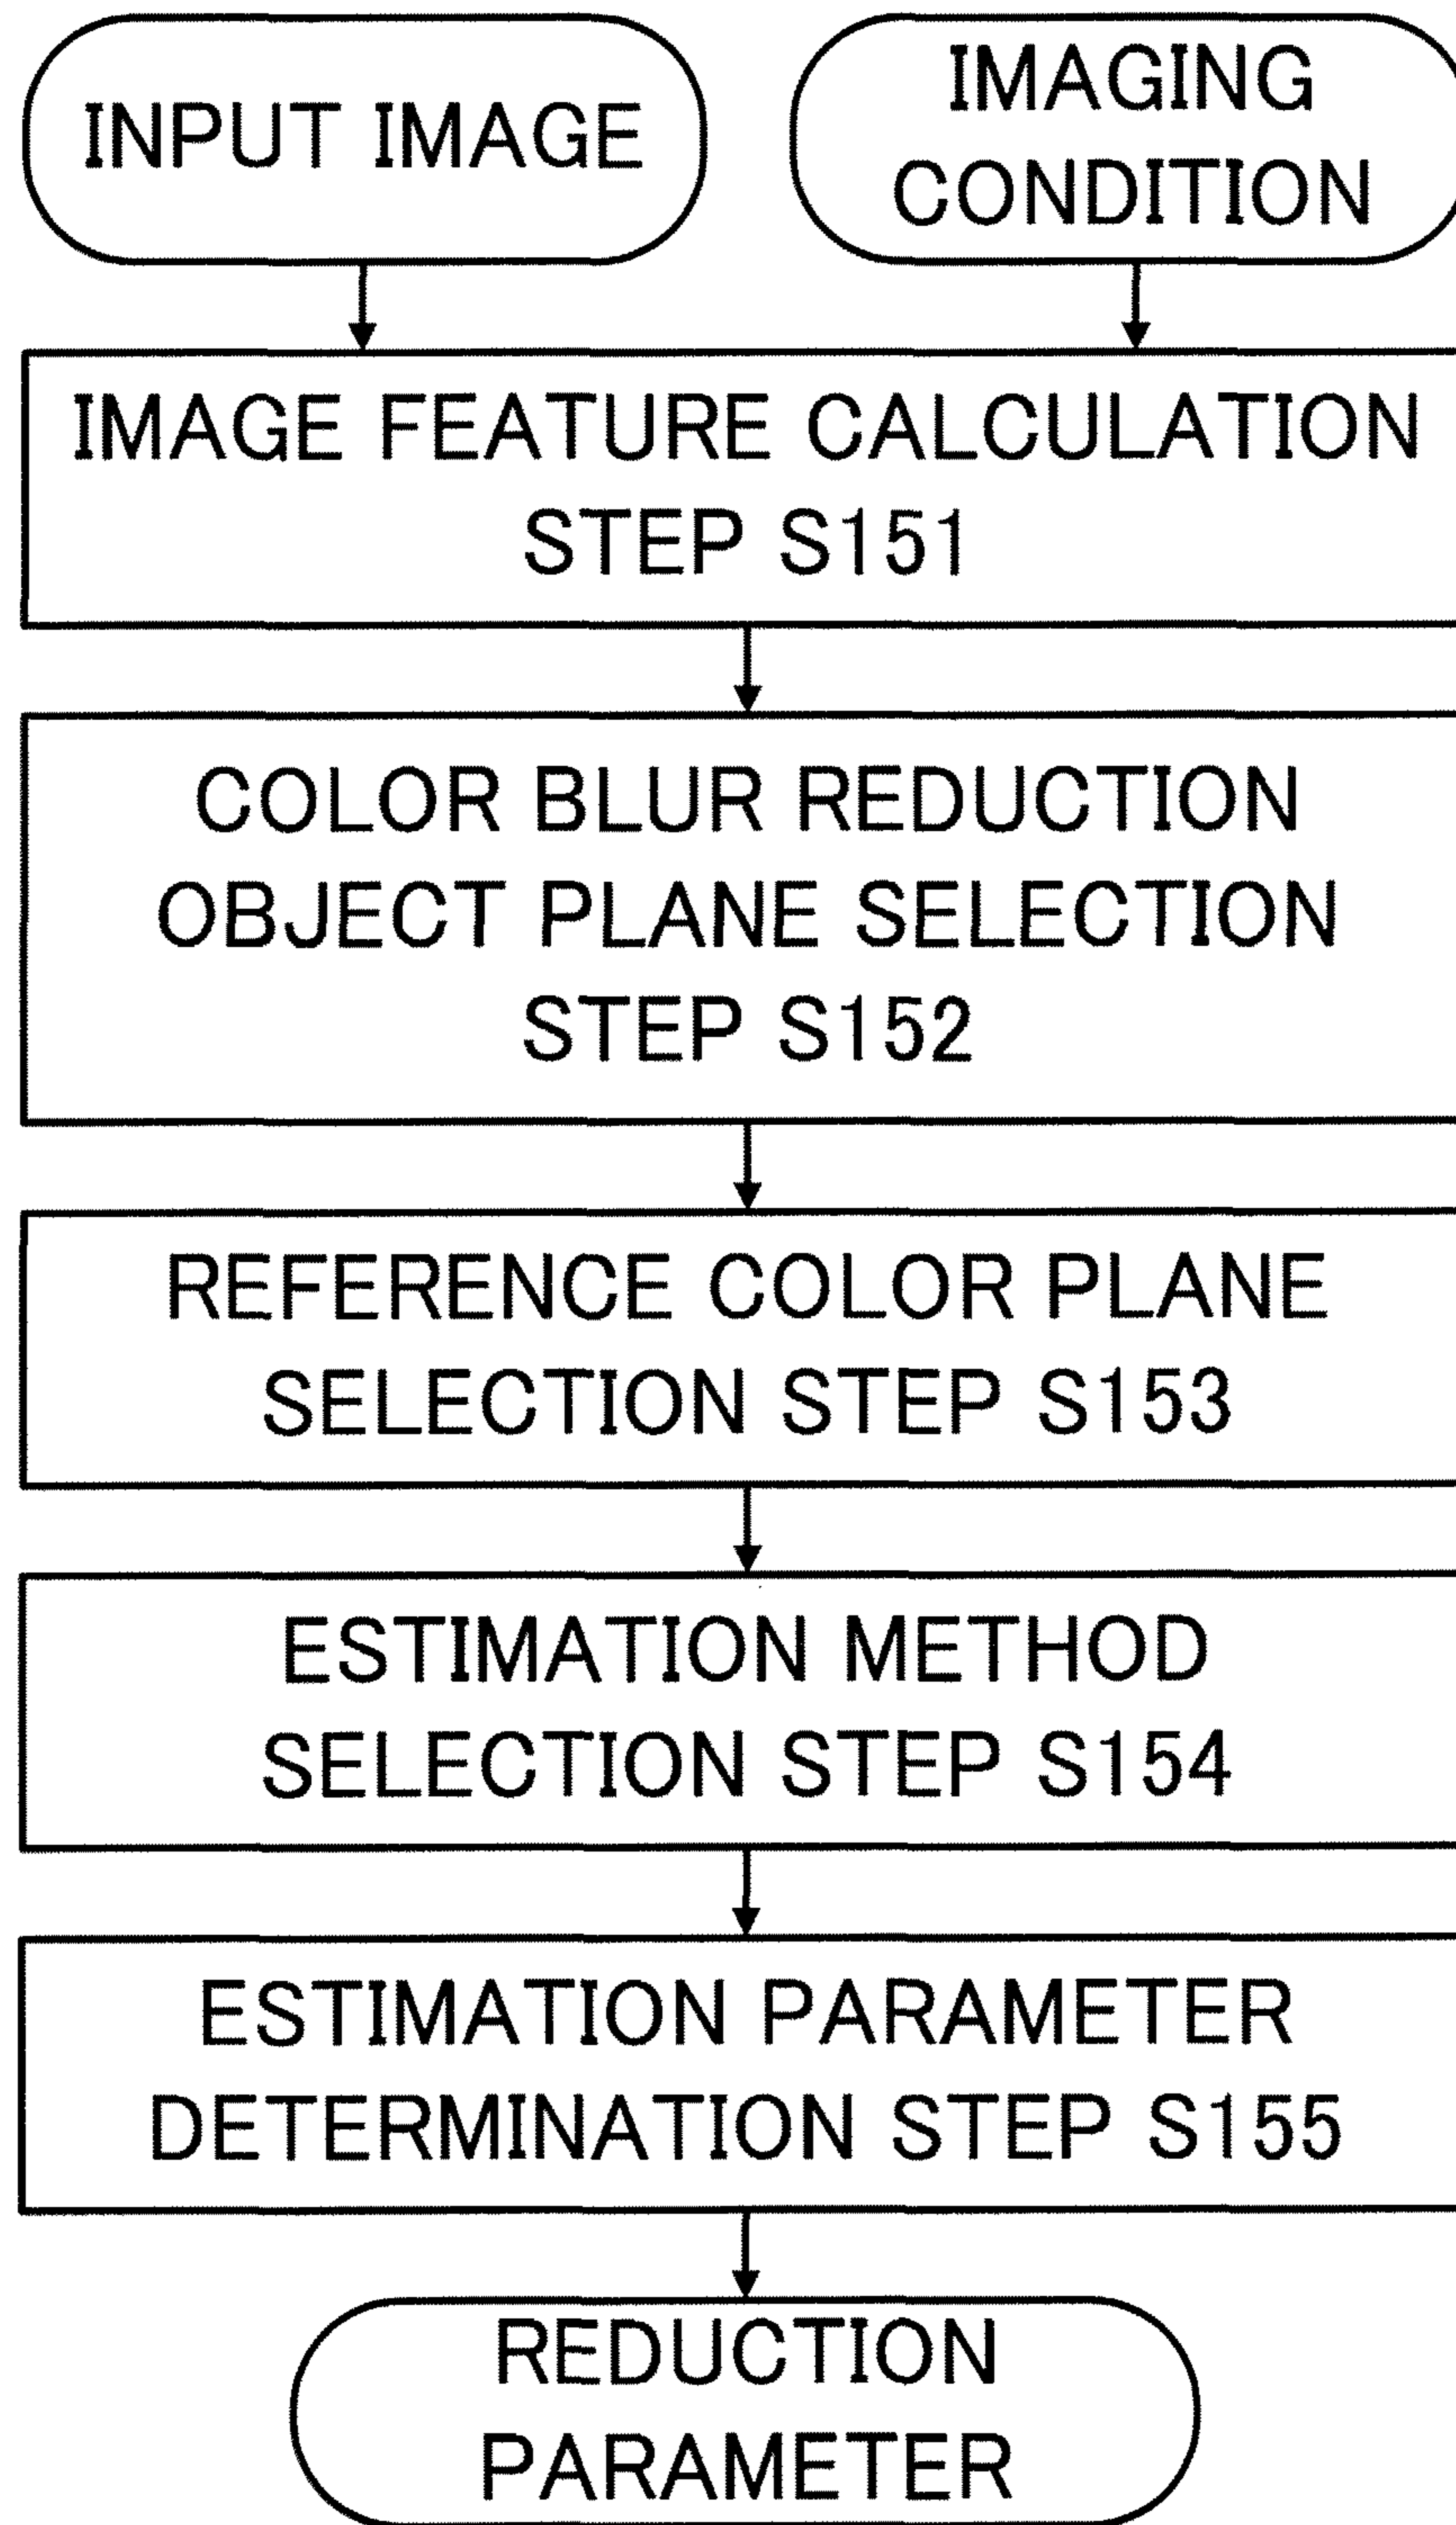 INPUT IMAGE
IMAGING
CONDITION
IMAGE FEATURE CALCULATION
STEP S151
COLOR BLUR REDUCTION
OBJECT PLANE SELECTION
STEP S152
REFERENCE COLOR PLANE
SELECTION STEP S153
ESTIMATION METHOD
SELECTION STEP S154
ESTIMATION PARAMETER
DETERMINATION STEP S155
REDUCTION
PARAMETER